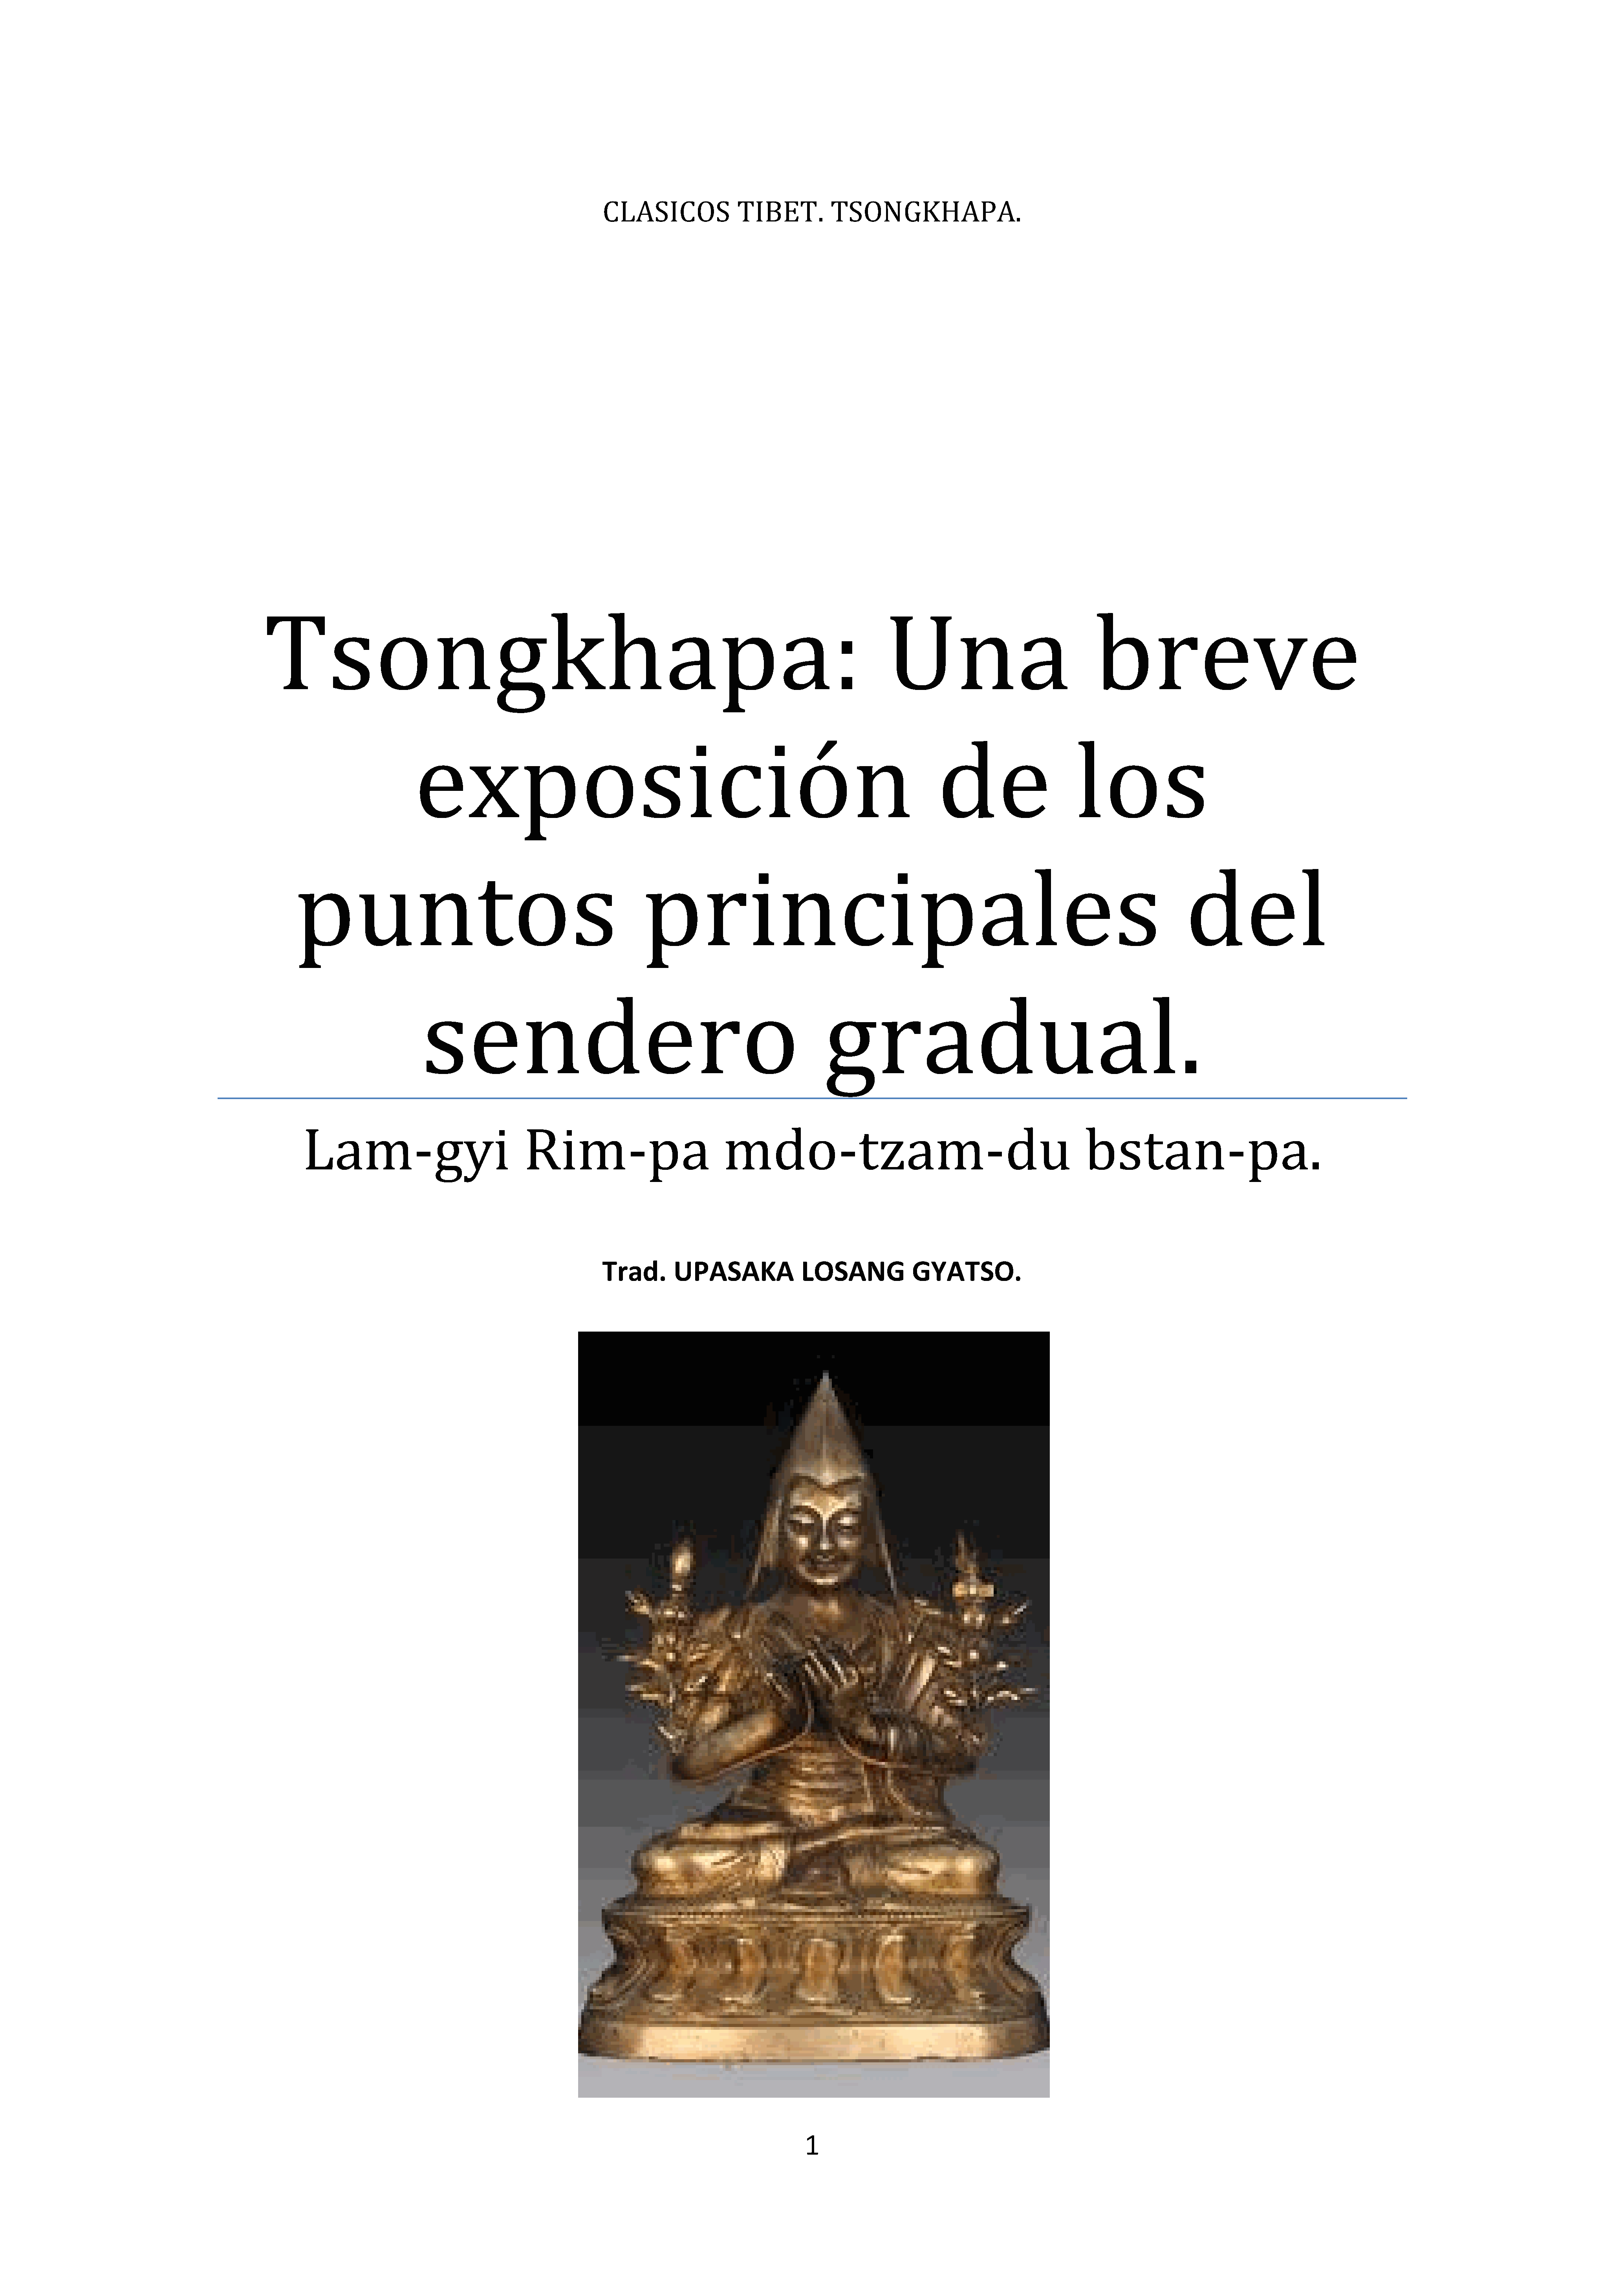 CLASICOS TIBET. TSONGKHAPA.
Tsongkhapa: Una breve
exposición de los
puntos principales del
sendero gradual.
Lam-gyi Rim-pa mdo-tzam-du bstan-pa.
Trad. UPASAKA LOSANG GYATSO.
1